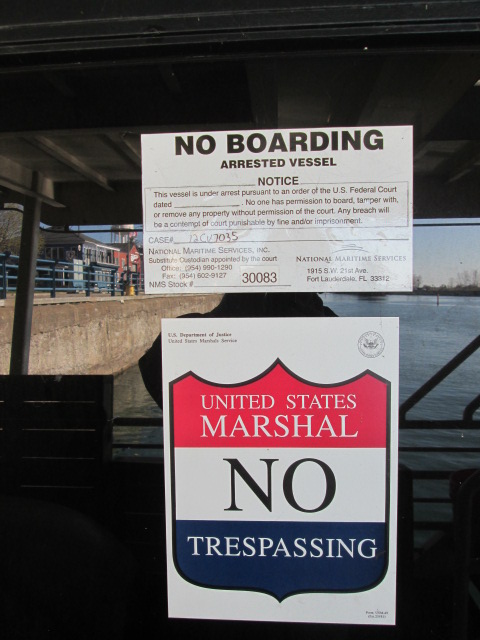 NO BOARDING
ARRESTED VESSEL
NOTICE
This vessel is under arrest pursuant to an order of the U.S. Federal Court
dated ______________. No one has permission to board, tamper with,
or remove any property without permission of the court. Any breach will
be a contempt of court punishable by fine and/or imprisonment.
CASE# 12CV7035
NATIONAL MARITIME SERVICES, INC.
Substitute Custodian appointed by the court
Office: (954) 990-1290
Fax: (954) 602-9127
NMS Stock # 30083
NATIONAL MARITIME SERVICES
1915 S.W. 21st Ave.
Fort Lauderdale, FL 33312
U.S. Department of Justice
United States Marshals Service
UNITED STATES
MARSHAL
NO
TRESPASSING